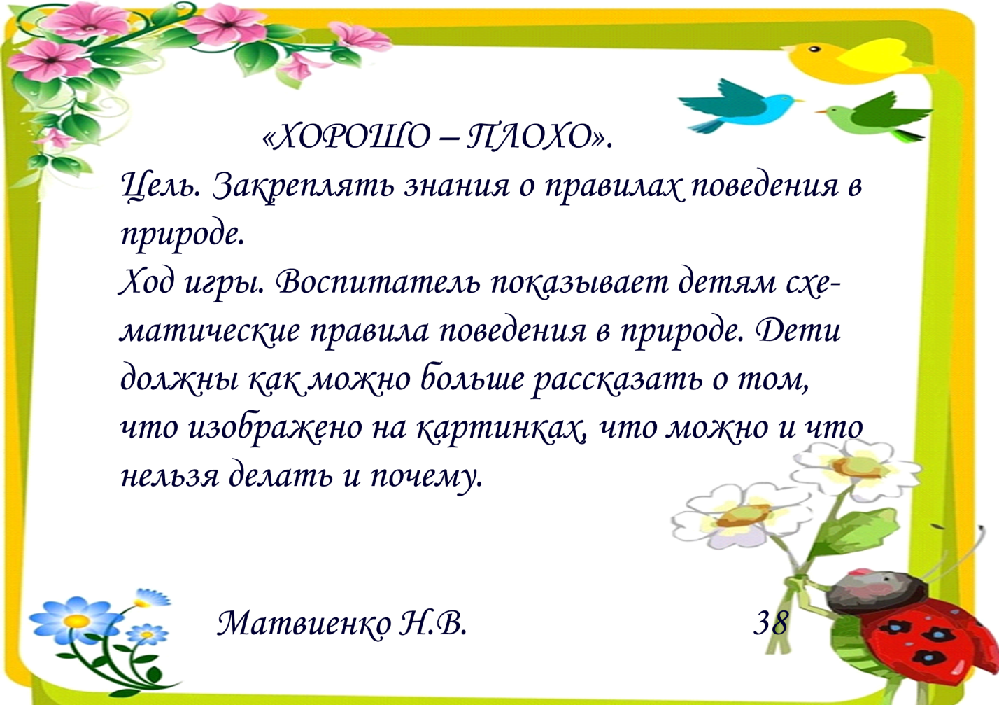 «ХОРОШО – ПЛОХО».
Цель. Закреплять знания о правилах поведения в
природе.
Ход игры. Воспитатель показывает детям схе-
матические правила поведения в природе. Дети
должны как можно больше рассказать о том,
что изображено на картинках, что можно и что
нельзя делать и почему.
Матвиенко Н.В. 38